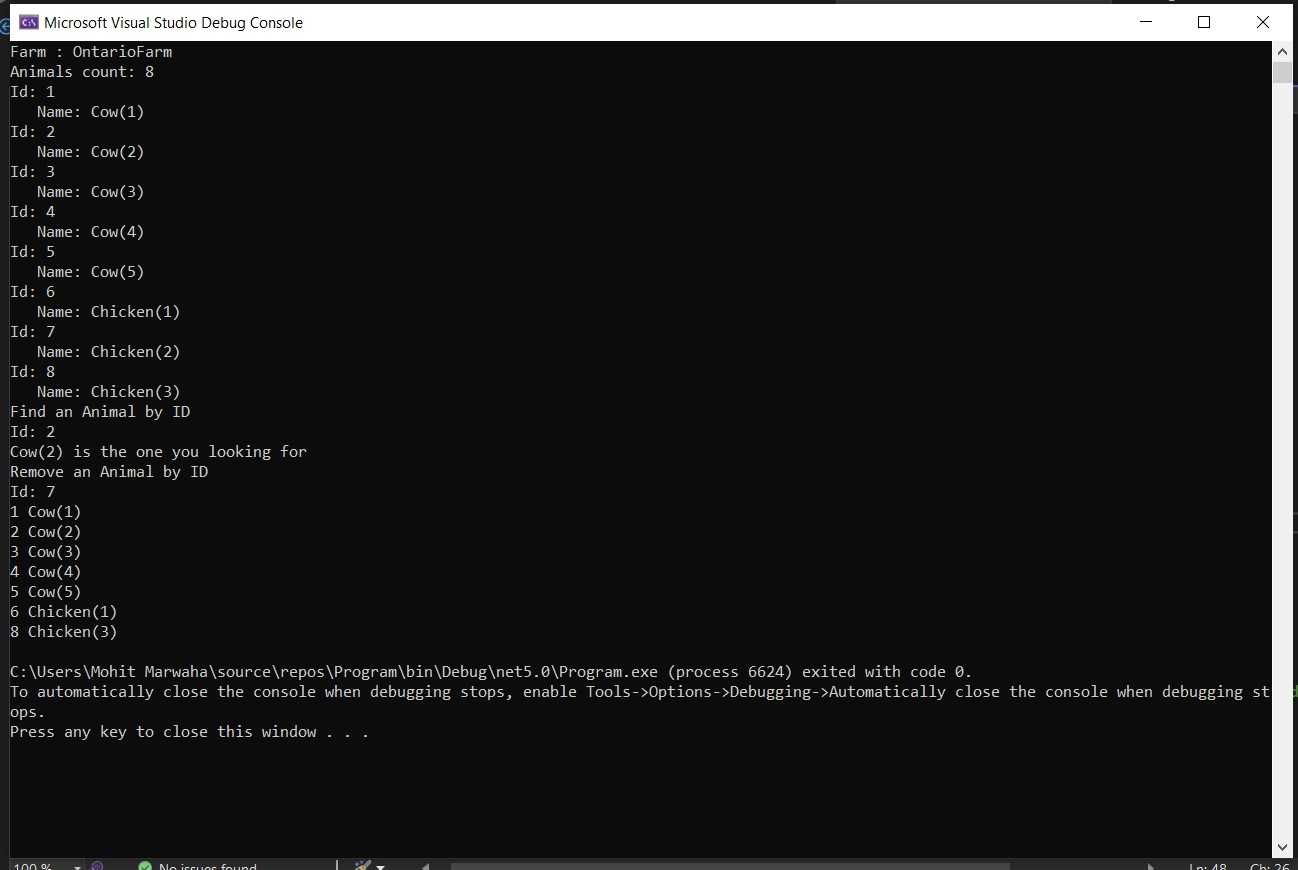 Microsoft Visual Studio Debug Console
Farm : OntarioFarm
Animals count: 8
Id: 1
   Name: Cow(1)
Id: 2
   Name: Cow(2)
Id: 3
   Name: Cow(3)
Id: 4
   Name: Cow(4)
Id: 5
   Name: Cow(5)
Id: 6
   Name: Chicken(1)
Id: 7
   Name: Chicken(2)
Id: 8
   Name: Chicken(3)
Find an Animal by ID
Id: 2
Cow(2) is the one you looking for
Remove an Animal by ID
Id: 7
1 Cow(1)
2 Cow(2)
3 Cow(3)
4 Cow(4)
5 Cow(5)
6 Chicken(1)
8 Chicken(3)
C:\Users\Mohit Marwaha\source\repos\Program\bin\Debug\net5.0\Program.exe (process 6624) exited with code 0.
To automatically close the console when debugging stops, enable Tools->Options->Debugging->Automatically close the console when debugging st
ops.
Press any key to close this window . . .
100 % No issues found Ln: 48 Ch: 26